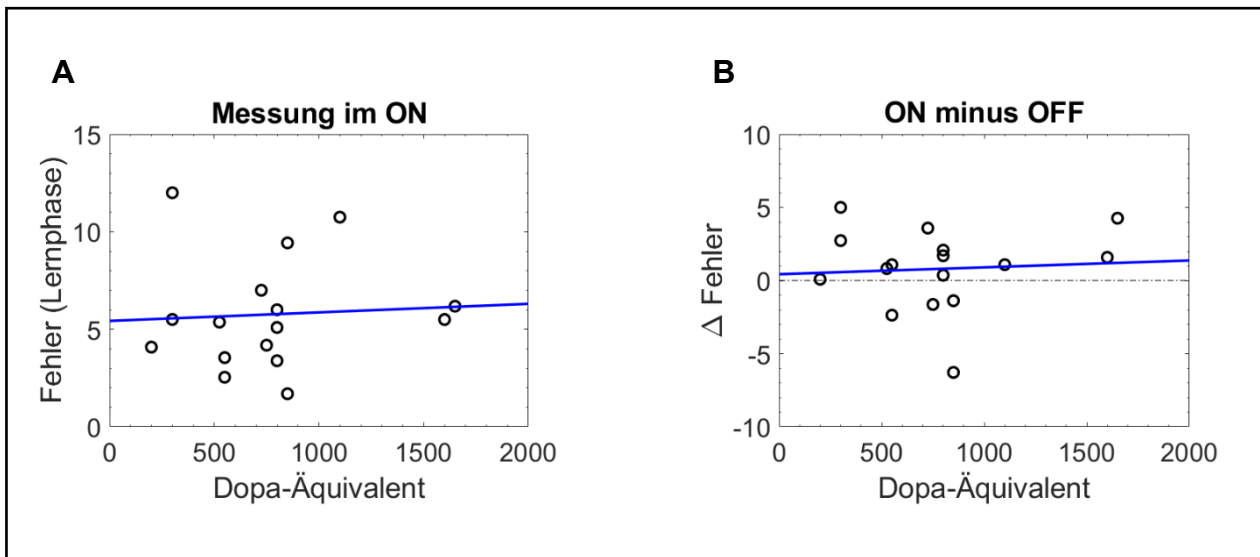 A
Messung im ON
Fehler (Lernphase)
15
10
5
0
0 500 1000 1500 2000
Dopa-Äquivalent
B
ON minus OFF
Δ Fehler
10
5
0
-5
-10
0 500 1000 1500 2000
Dopa-Äquivalent